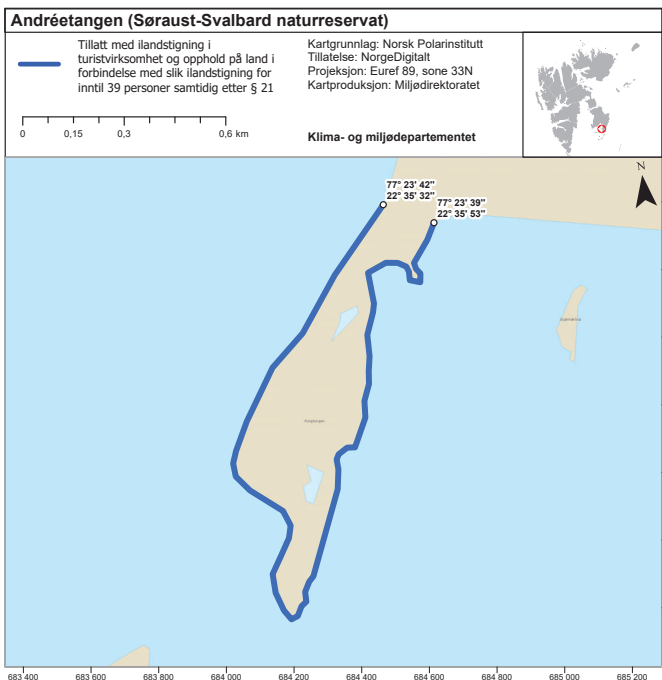 Andréetangen (Søraust-Svalbard naturreservat)
Tillatt med ilandstigning i
turistvirksomhet og opphold på land i
forbindelse med slik ilandstigning for
inntil 39 personer samtidig etter § 21
0 0,15 0,3 0,6 km
Kartgrunnlag: Norsk Polarinstitutt
Tillatelse: NorgeDigitalt
Projeksjon: Euref 89, sone 33N
Kartproduksjon: Miljødirektoratet
Klima- og miljødepartementet
N
77° 23' 42"
22° 35' 32"
77° 23' 39"
22° 35' 53"
683 400 683 600 683 800 684 000 684 200 684 400 684 600 684 800 685 000 685 200